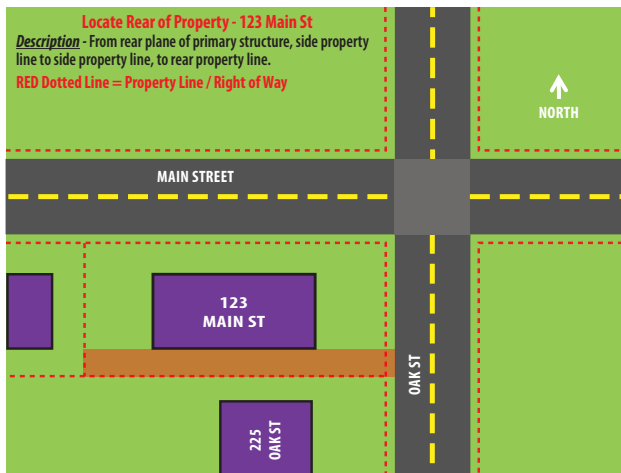 Locate Rear of Property - 123 Main St
Description - From rear plane of primary structure, side property
line to side property line, to rear property line.
RED Dotted Line = Property Line / Right of Way
NORTH
MAIN STREET
123
MAIN ST
OAK ST
225
OAK ST